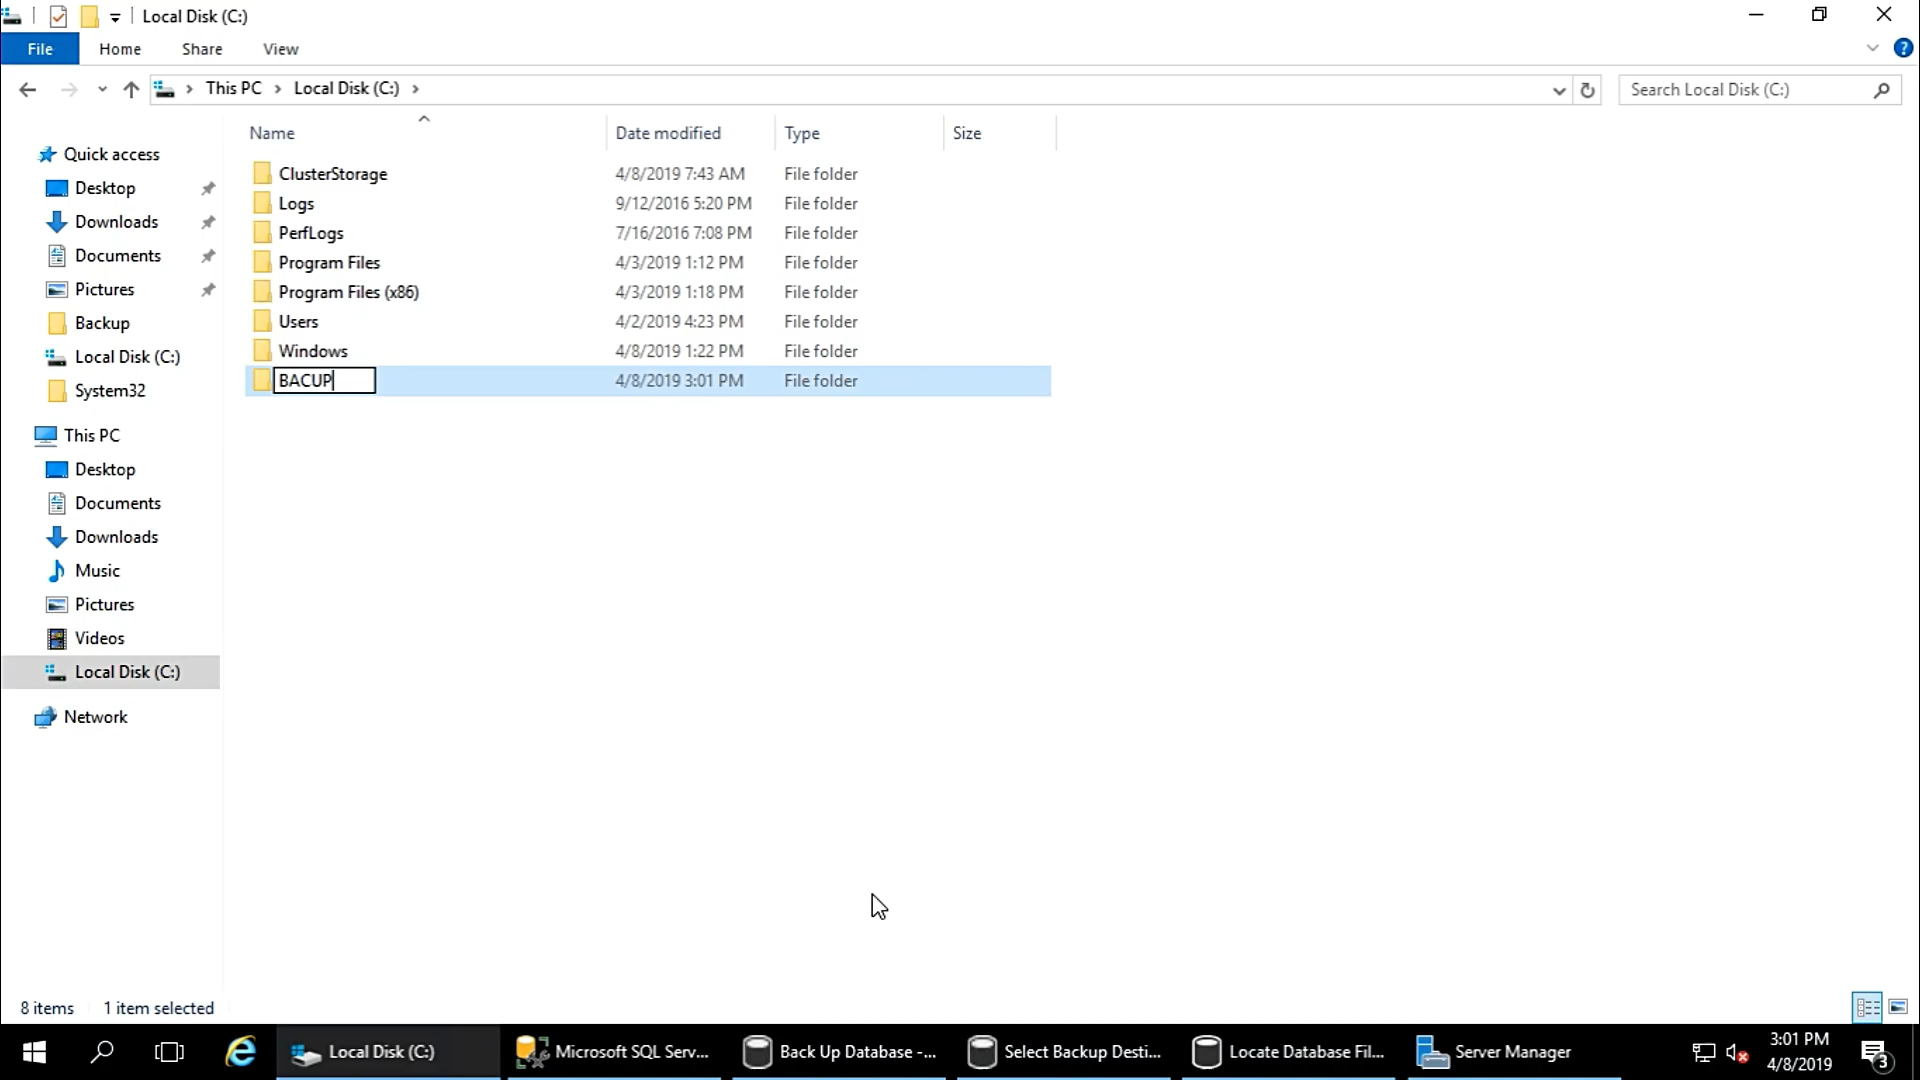 Local Disk (C:)
File Home Share View
This PC Local Disk (C:) Search Local Disk (C:)
Name Date modified Type Size
Quick access
Desktop
Downloads
Documents
Pictures
Backup
Local Disk (C:)
System32
This PC
Desktop
Documents
Downloads
Music
Pictures
Videos
Local Disk (C:)
Network
ClusterStorage 4/8/2019 7:43 AM File folder
Logs 9/12/2016 5:20 PM File folder
PerfLogs 7/16/2016 7:08 PM File folder
Program Files 4/3/2019 1:12 PM File folder
Program Files (x86) 4/3/2019 1:18 PM File folder
Users 4/2/2019 4:23 PM File folder
Windows 4/8/2019 1:22 PM File folder
BACUP 4/8/2019 3:01 PM File folder
8 items 1 item selected
Local Disk (C:) Microsoft SQL Serv... Back Up Database -... Select Backup Desti... Locate Database Fil... Server Manager
3:01 PM
4/8/2019
3